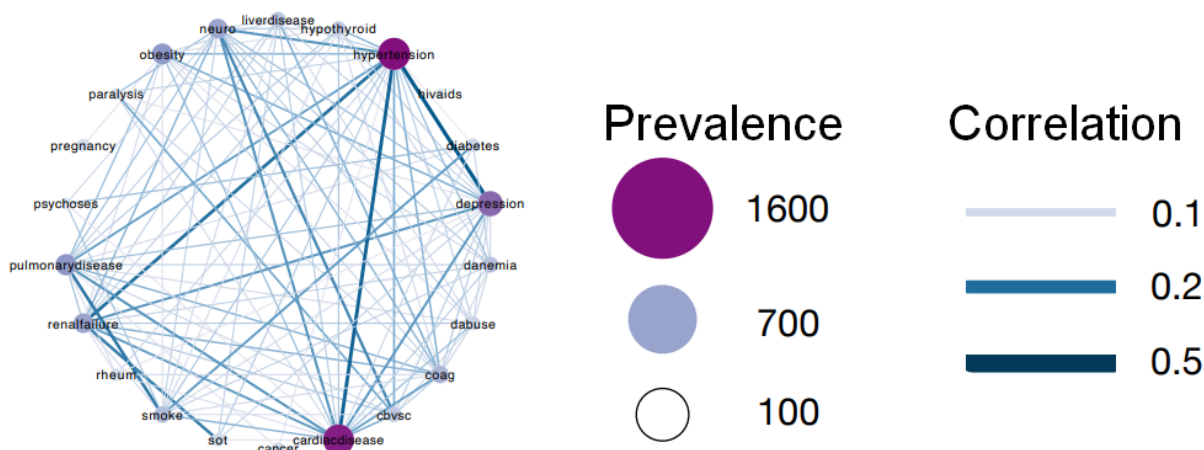 liverdisease
neuro
hypothyroid
obesity
hypertension
paralysis
hivaids
pregnancy
diabetes
psychoses
depression
pulmonarydisease
danemia
renalfailure
dabuse
rheum
coag
smoke
cbvsc
sot
cardiacdisease
cancer
Prevalence
1600
700
100
Correlation
0.1
0.2
0.5